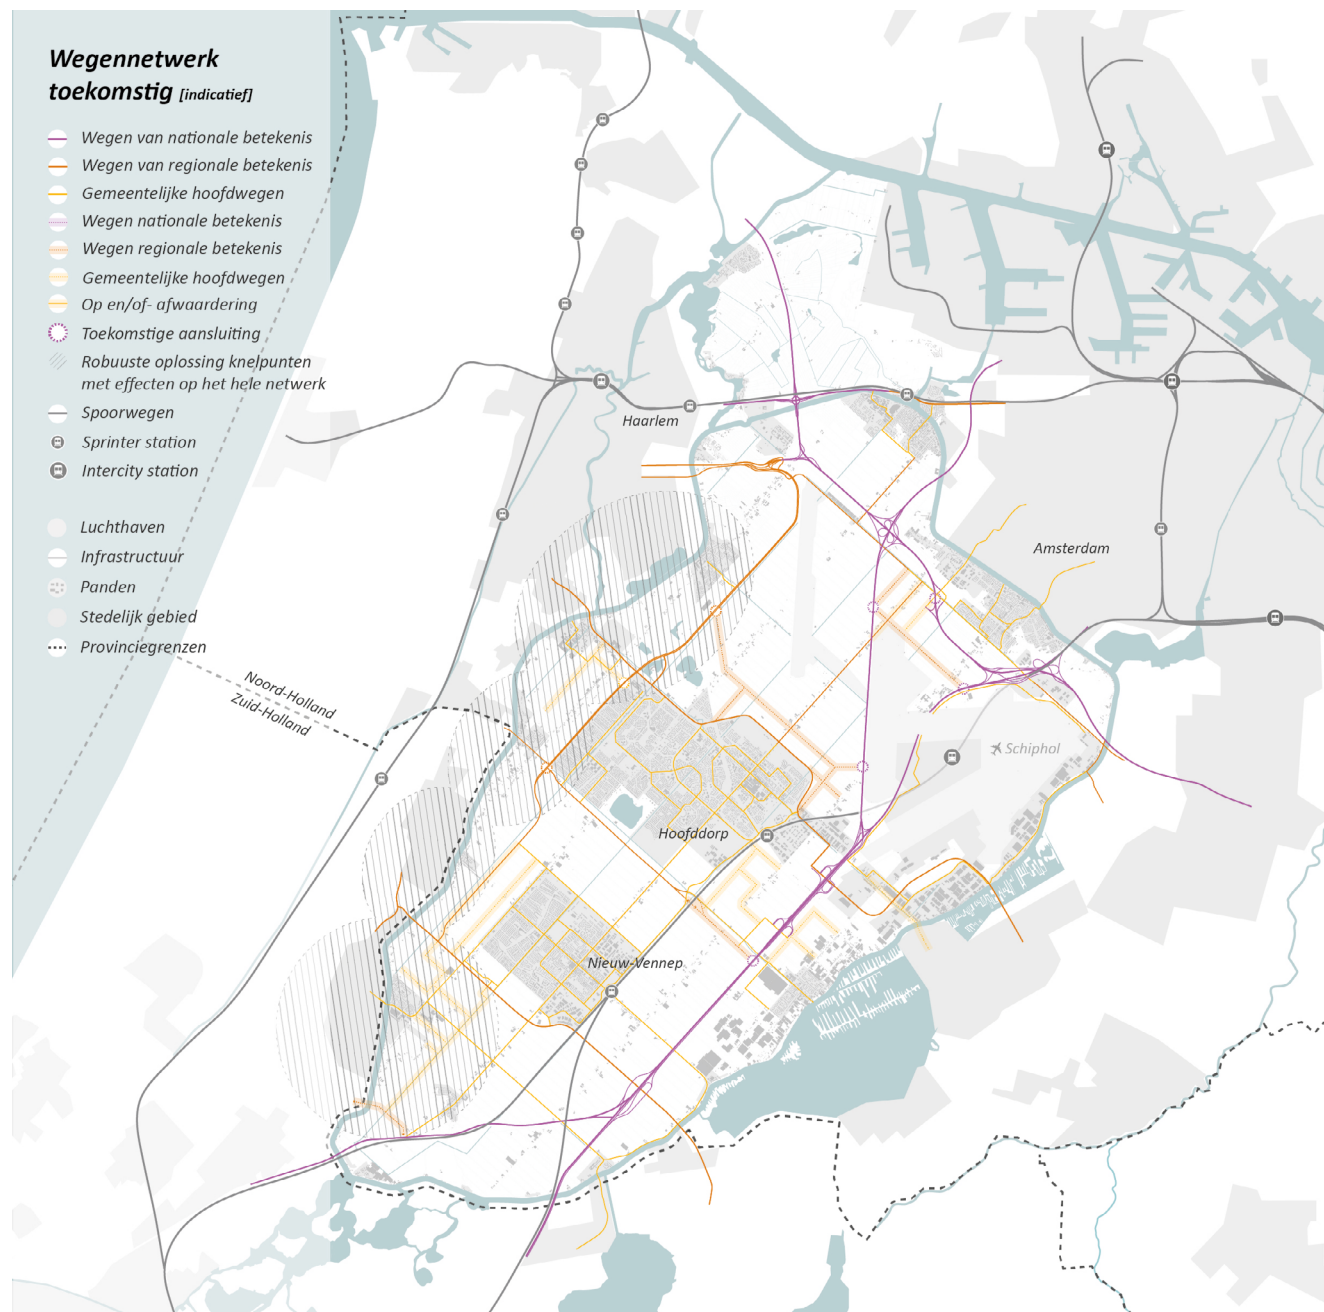 Wegennetwerk
toekomstig [indicatief]
Wegen van nationale betekenis
Wegen van regionale betekenis
Gemeentelijke hoofdwegen
Wegen nationale betekenis
Wegen regionale betekenis
Gemeentelijke hoofdwegen
Op en/of- afwaardering
Toekomstige aansluiting
Robuuste oplossing knelpunten
met effecten op het hele netwerk
Spoorwegen
Sprinter station
Intercity station
Luchthaven
Infrastructuur
Panden
Stedelijk gebied
Provinciegrenzen
Noord-Holland
Zuid-Holland
Haarlem
Amsterdam
Schiphol
Hoofddorp
Nieuw-Vennep